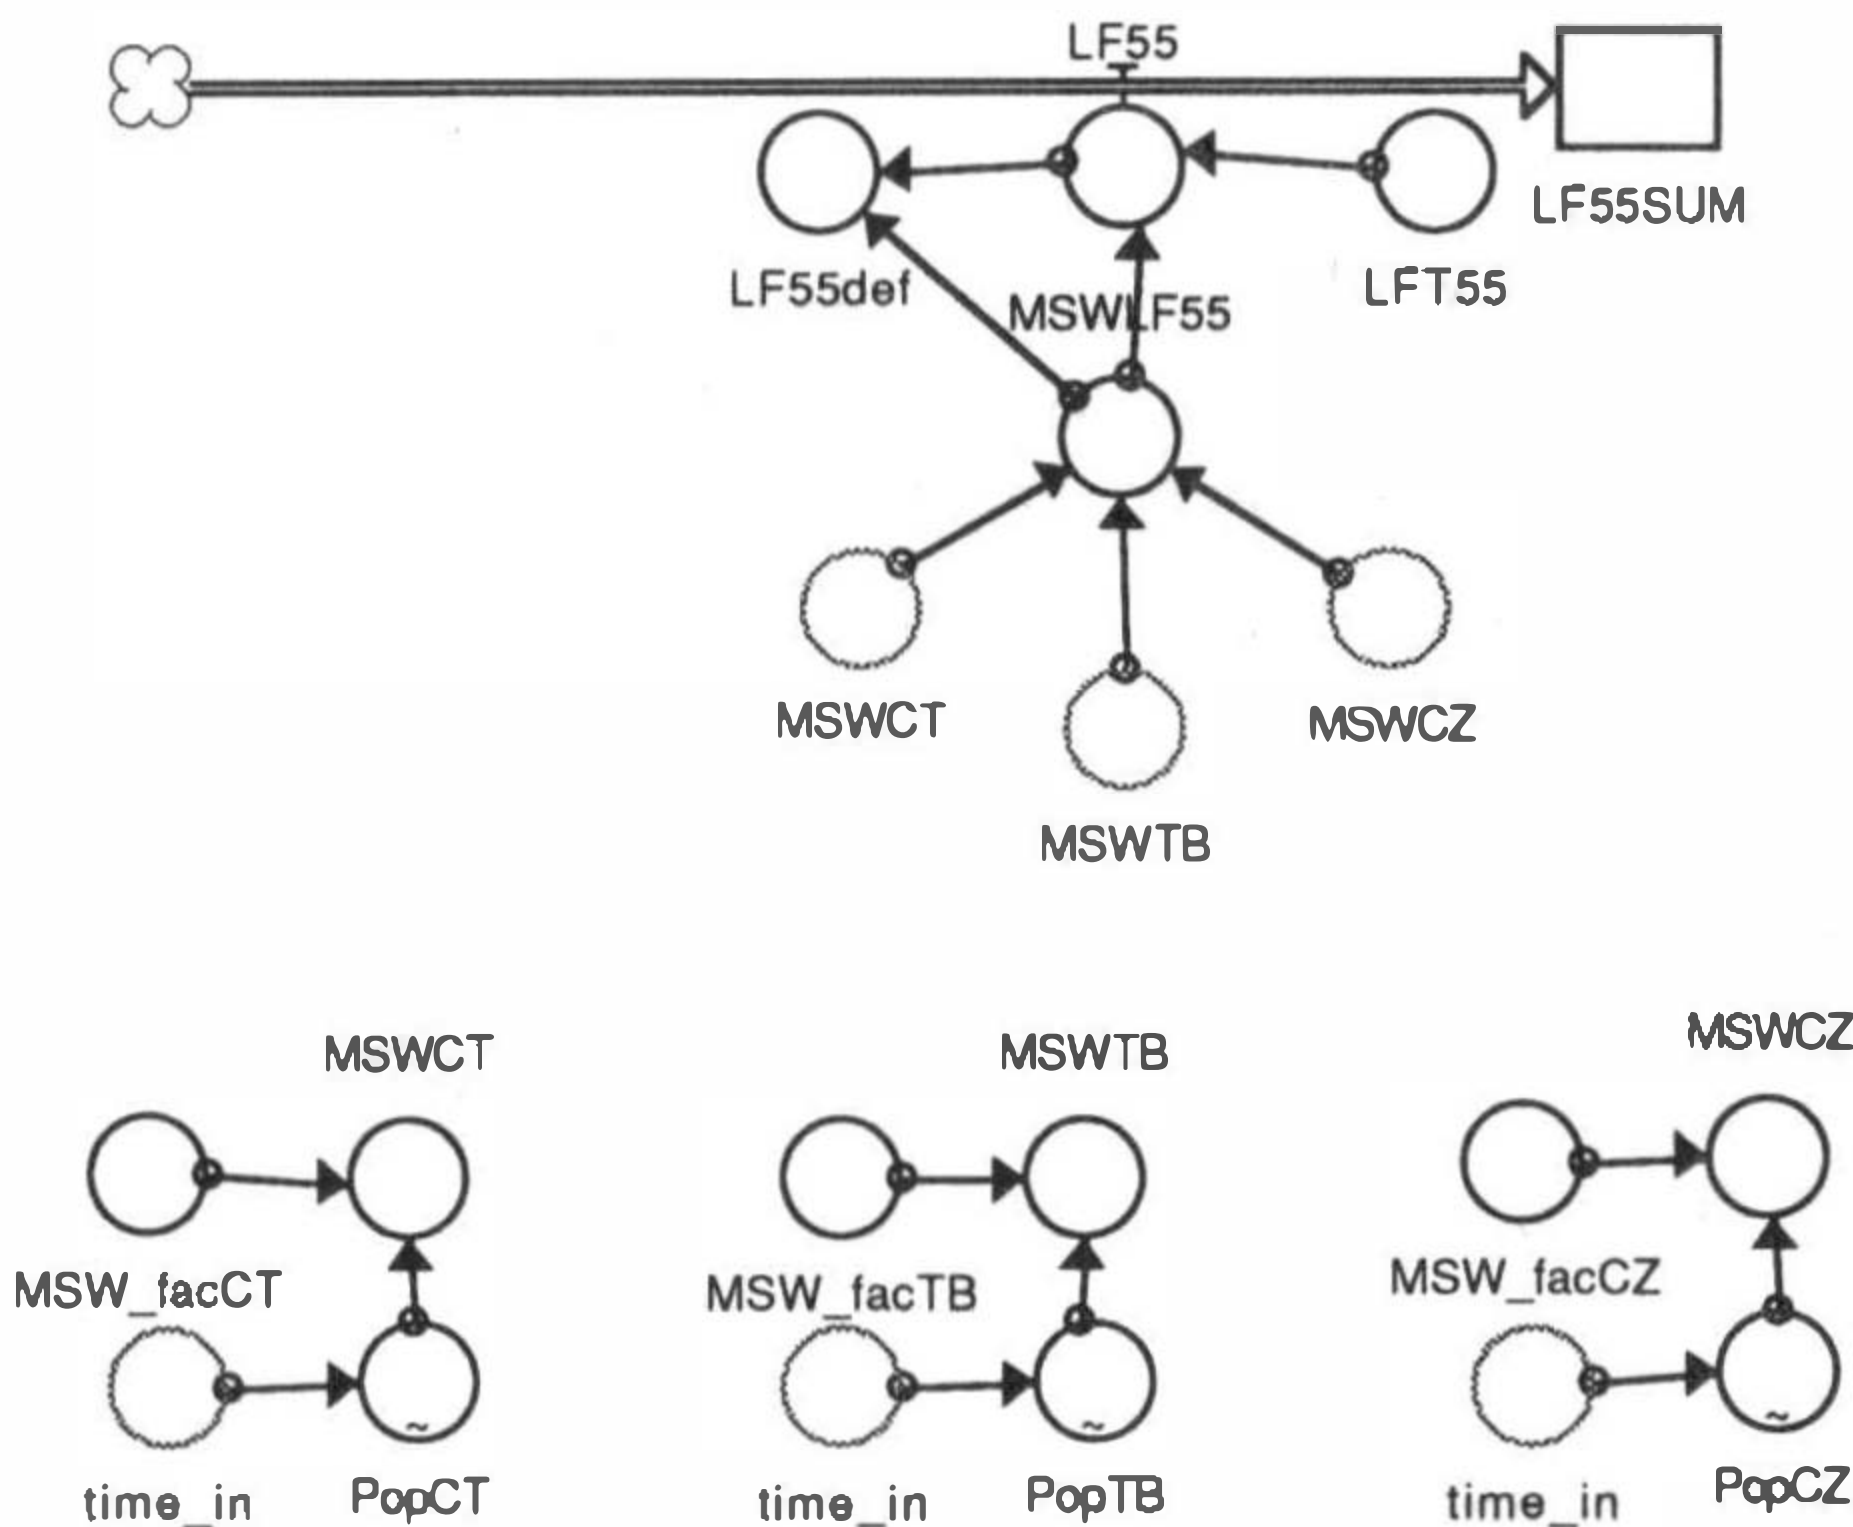 LF55
LF55SUM
LF55def
MSWLF55
LFT55
MSWCT
MSWCZ
MSWTB
MSWCT
MSWTB
MSWCZ
MSW_facCT
MSW_facTB
MSW_facCZ
~
~
~
time_in
PopCT
time_in
PopTB
time_in
PopCZ